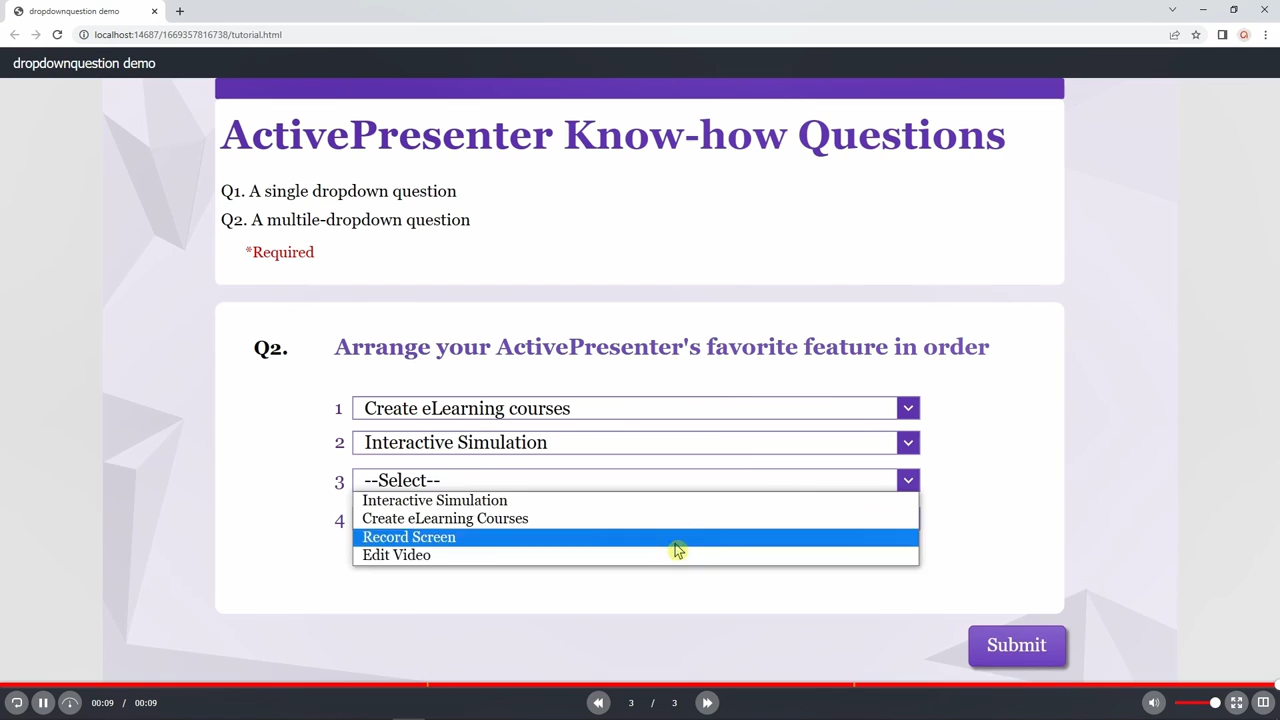 dropdownquestion demo
localhost:14687/1669357816738/tutorial.html
dropdownquestion demo
ActivePresenter Know-how Questions
Q1. A single dropdown question
Q2. A multile-dropdown question
*Required
Q2. Arrange your ActivePresenter's favorite feature in order
1 Create eLearning courses
2 Interactive Simulation
3 --Select--
Interactive Simulation
Create eLearning Courses
4
Record Screen
Edit Video
Submit
00:09 / 00:09
3 / 3